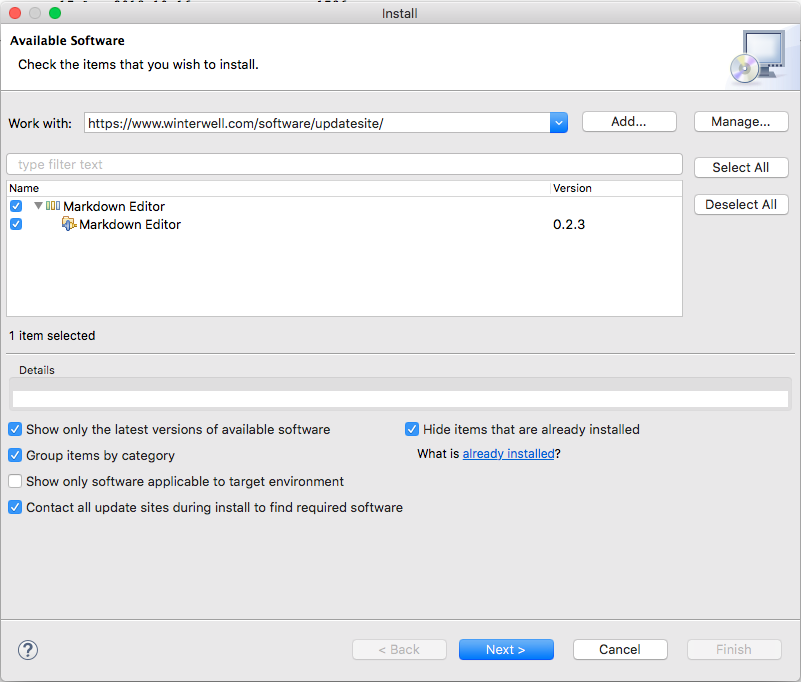 Install
Available Software
Check the items that you wish to install.
Work with: https://www.winterwell.com/software/updatesite/ Add... Manage...
type filter text
Select All
Name Version
Deselect All
Markdown Editor
Markdown Editor 0.2.3
1 item selected
Details
Show only the latest versions of available software Hide items that are already installed
Group items by category What is already installed?
Show only software applicable to target environment
Contact all update sites during install to find required software
? < Back Next > Cancel Finish